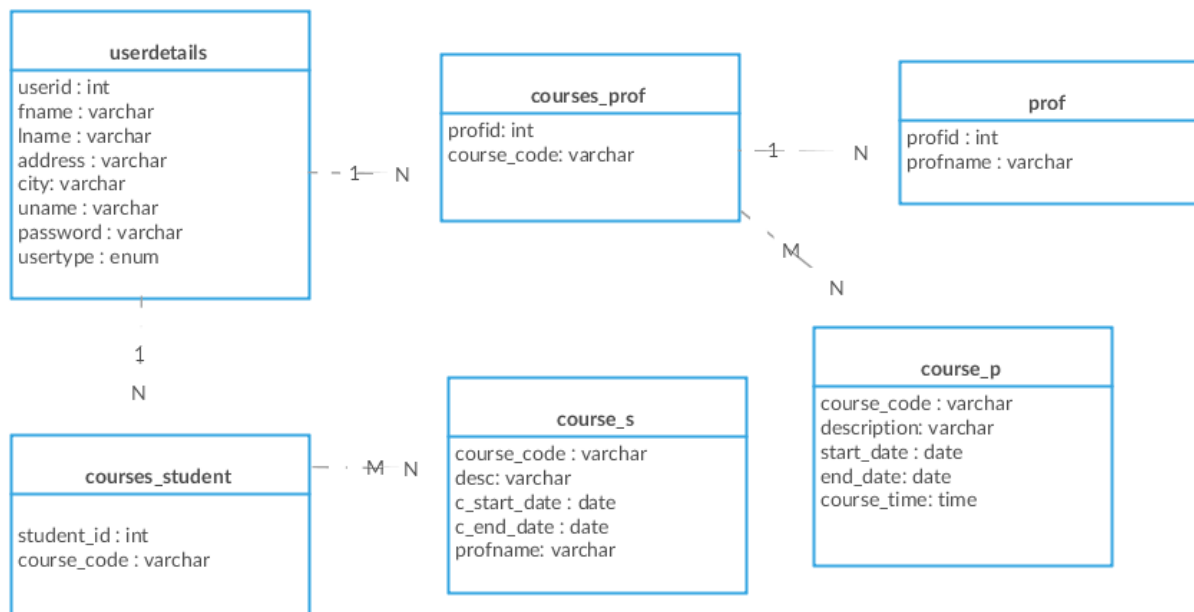 userdetails
userid : int
fname : varchar
lname : varchar
address : varchar
city: varchar
uname : varchar
password : varchar
usertype : enum
1
N
courses_prof
profid: int
course_code: varchar
1
N
prof
profid : int
profname : varchar
M
N
1
N
courses_student
student_id : int
course_code : varchar
M
N
course_s
course_code : varchar
desc: varchar
c_start_date : date
c_end_date : date
profname: varchar
course_p
course_code : varchar
description: varchar
start_date : date
end_date: date
course_time: time